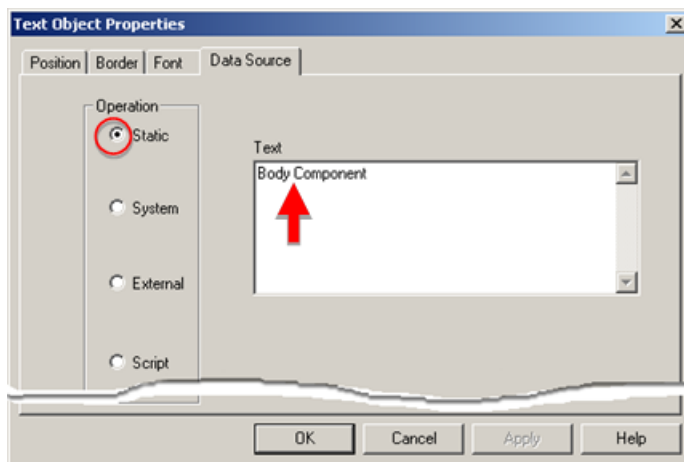 Text Object Properties
Position Border Font Data Source
Operation
Static
Text
Body Component
System
External
Script
OK Cancel Apply Help